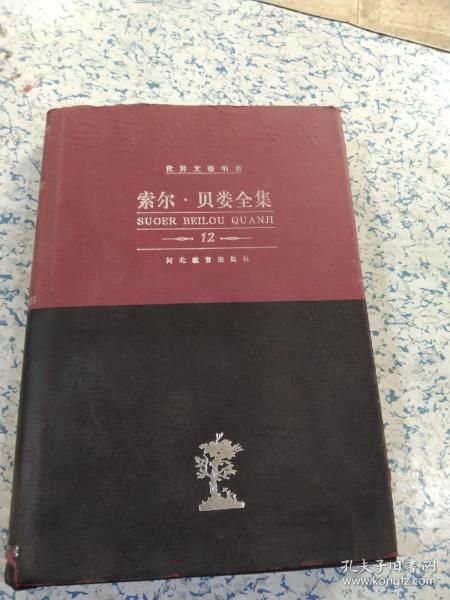 世界文豪书系
索尔·贝娄全集
SUOER BEILOU QUANJI
12
河北教育出版社
孔夫子旧书网
www.kongfz.com